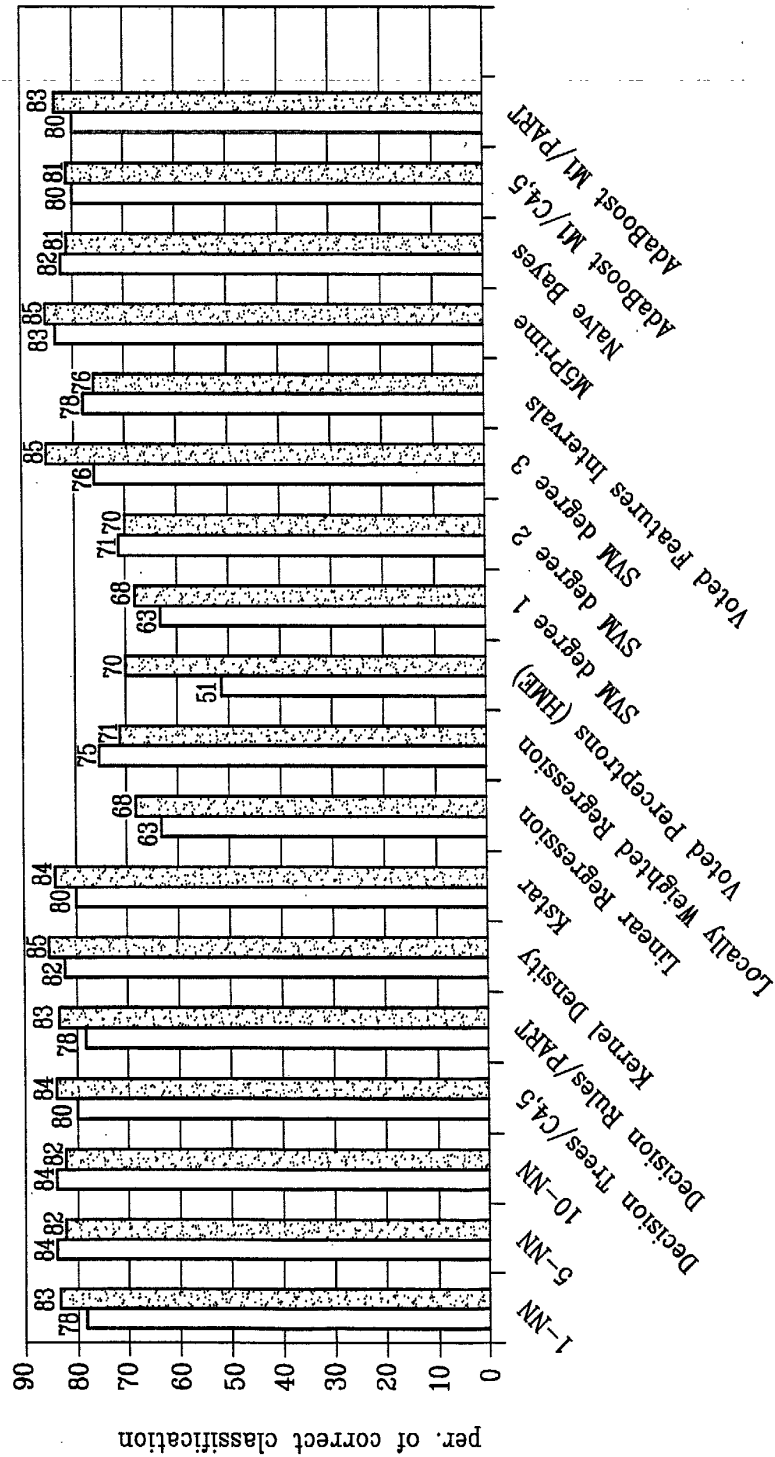 per. of correct classification
90
80
70
60
50
40
30
20
10
0
78 83
84 82
84 82
80 84
78 83
82 85
80 84
63 68
75 71
51 70
63 68
71 70
76 85
78 76
83 85
82 81
80 81
80 83
1-NN
5-NN
10-NN
Decision Trees/C4,5
Decision Rules/PART
Kernel Density
Kstar
Linear Regression
Locally Weighted Regression
Voted Perceptrons (HME)
SVM degree 1
SVM degree 2
SVM degree 3
Voted Features Intervals
M5Prime
Naive Bayes
AdaBoost M1/C4,5
AdaBoost M1/PART